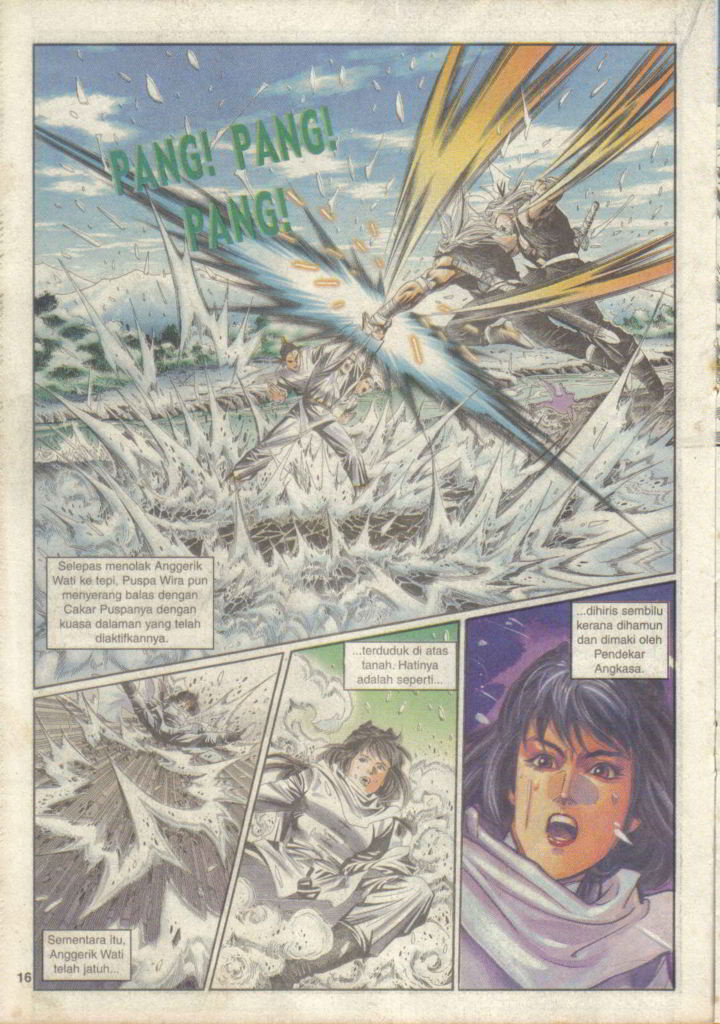 PANG! PANG!
PANG!
Selepas menolak Anggerik
Wati ke tepi, Puspa Wira pun
menyerang balas dengan
Cakar Puspanya dengan
kuasa dalaman yang telah
diaktifkannya.
Sementara itu,
Anggerik Wati
telah jatuh...
...terduduk di atas
tanah. Hatinya
adalah seperti...
...dihiris sembilu
kerana dihamun
dan dimaki oleh
Pendekar
Angkasa.
16